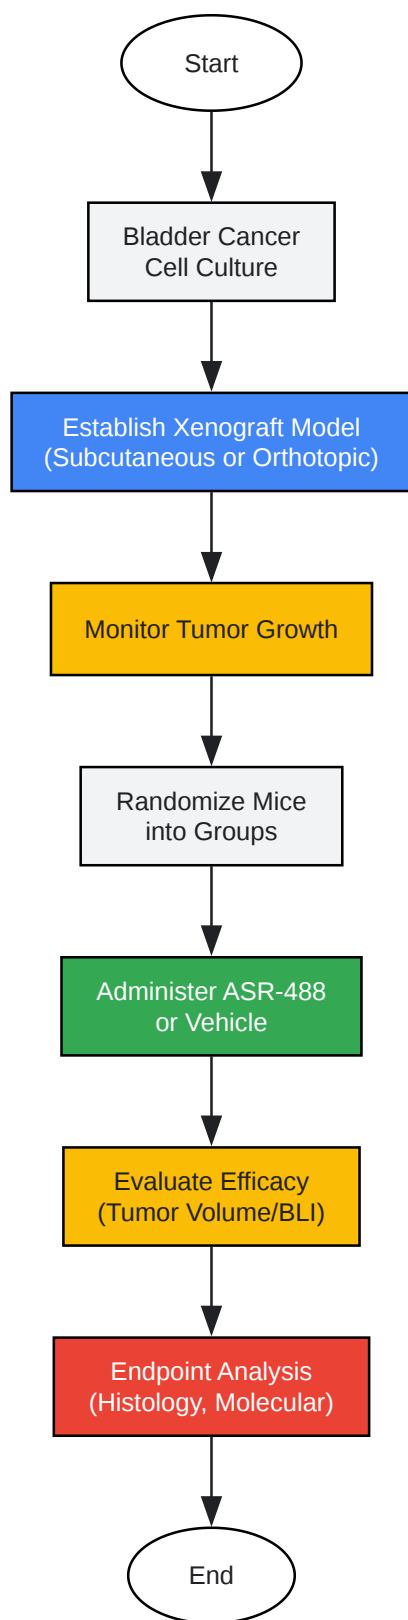 Start
Bladder Cancer
Cell Culture
Establish Xenograft Model
(Subcutaneous or Orthotopic)
Monitor Tumor Growth
Randomize Mice
into Groups
Administer ASR-488
or Vehicle
Evaluate Efficacy
(Tumor Volume/BLI)
Endpoint Analysis
(Histology, Molecular)
End